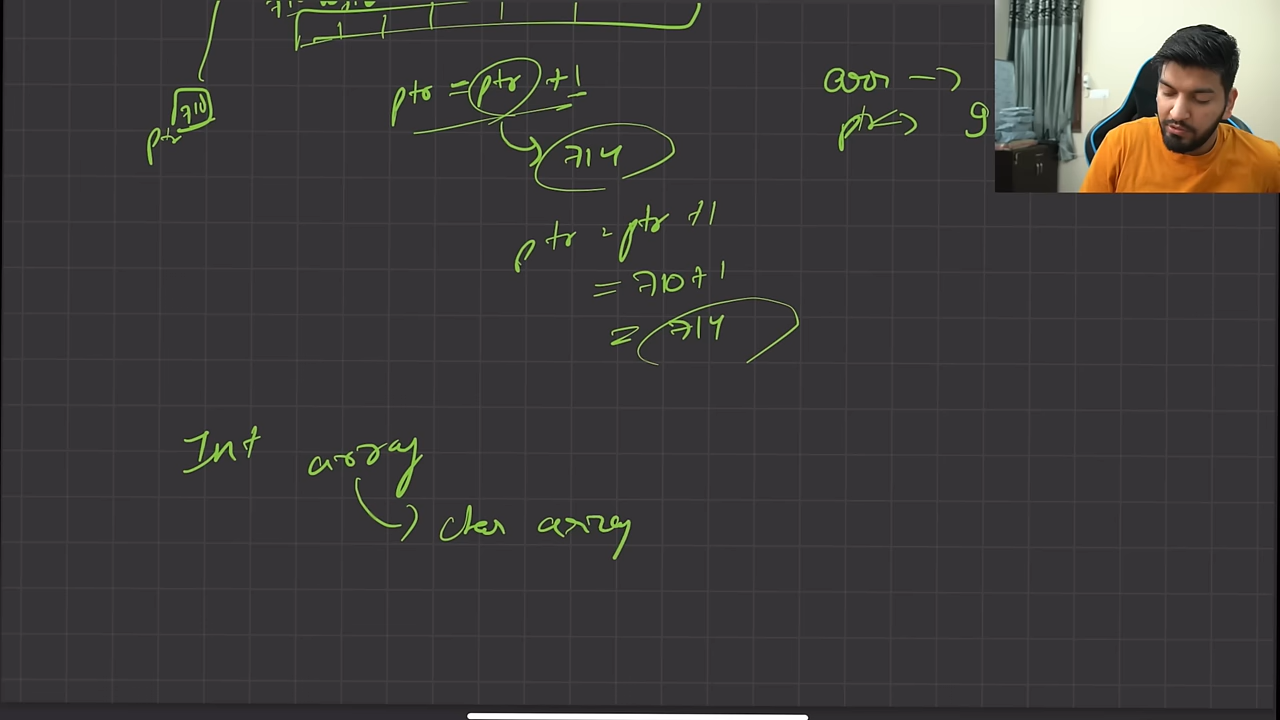 ptr = ptr + 1
arr ->
710
ptr
ptr
714
ptr = ptr + 1
= 710 + 1
= 714
Int array
char array